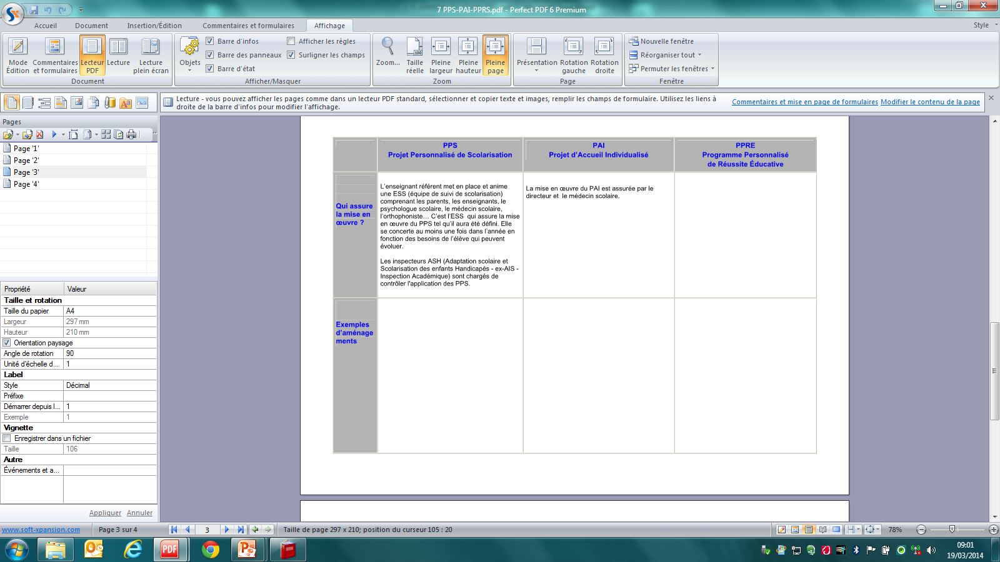 7 PPS-PAI-PPRS.pdf - Perfect PDF 6 Premium
Accueil Document Insertion/Édition Commentaires et formulaires Affichage Style
Mode Édition
Commentaires et formulaires
Lecteur PDF
Lecture
Lecture plein écran
Document
Objets
Barre d'infos
Barre des panneaux
Barre d'état
Afficher les règles
Surligner les champs
Afficher/Masquer
Zoom...
Taille réelle
Pleine largeur
Pleine hauteur
Pleine page
Zoom
Présentation
Rotation gauche
Rotation droite
Page
Nouvelle fenêtre
Réorganiser tout
Permuter les fenêtres
Fenêtre
Lecture - vous pouvez afficher les pages comme dans un lecteur PDF standard, sélectionner et copier texte et images, remplir les champs de formulaire. Utilisez les liens à
droite de la barre d'infos pour modifier l'affichage.
Commentaires et mise en page de formulaires Modifier le contenu de la page
Pages
Page '1'
Page '2'
Page '3'
Page '4'
Propriété Valeur
Taille et rotation
Taille du papier A4
Largeur 297 mm
Hauteur 210 mm
Orientation paysage
Angle de rotation 90
Unité d'échelle d... 1
Label
Style Décimal
Préfixe
Démarrer depuis l... 1
Exemple 1
Vignette
Enregistrer dans un fichier
Taille 106
Autre
Événements et a...
Appliquer Annuler
PPS
Projet Personnalisé de Scolarisation
PAI
Projet d'Accueil Individualisé
PPRE
Programme Personnalisé
de Réussite Éducative
Qui assure
la mise en
œuvre ?
L'enseignant référent met en place et anime
une ESS (équipe de suivi de scolarisation)
comprenant les parents, les enseignants, le
psychologue scolaire, le médecin scolaire,
l'orthophoniste… C'est l'ESS qui assure la mise
en œuvre du PPS tel qu'il aura été défini. Elle
se concerte au moins une fois dans l'année en
fonction des besoins de l'élève qui peuvent
évoluer.
Les inspecteurs ASH (Adaptation scolaire et
Scolarisation des enfants Handicapés - ex-AIS -
Inspection Académique) sont chargés de
contrôler l'application des PPS.
La mise en œuvre du PAI est assurée par le
directeur et le médecin scolaire.
Exemples
d'aménage
ments
www.soft-xpansion.com Page 3 sur 4 3 Taille de page 297 x 210; position du curseur 105 : 20 78%
PDF
09:01
19/03/2014